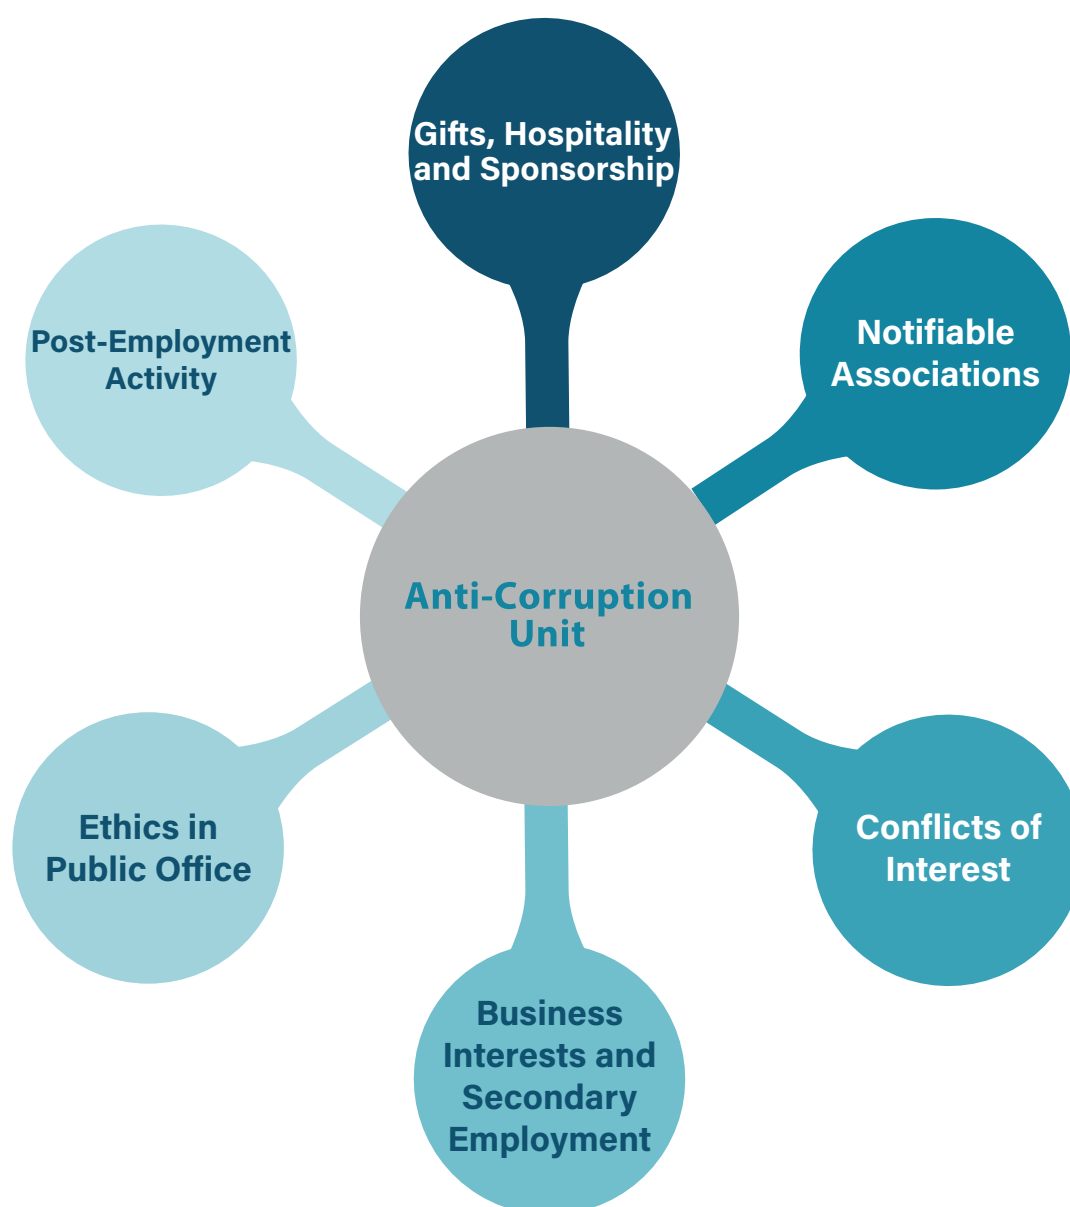 Gifts, Hospitality
and Sponsorship
Notifiable
Associations
Post-Employment
Activity
Anti-Corruption
Unit
Ethics in
Public Office
Conflicts of
Interest
Business
Interests and
Secondary
Employment